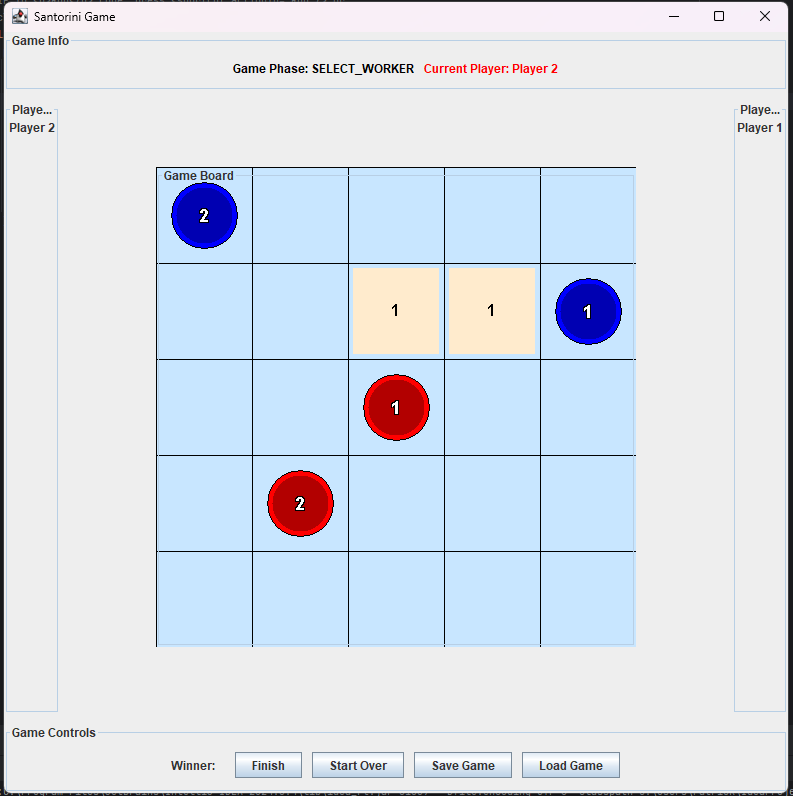 Santorini Game
Game Info
Game Phase: SELECT_WORKER Current Player: Player 2
Playe...
Player 2
Playe...
Player 1
Game Board
2
1 1 1
1
2
Game Controls
Winner: Finish Start Over Save Game Load Game